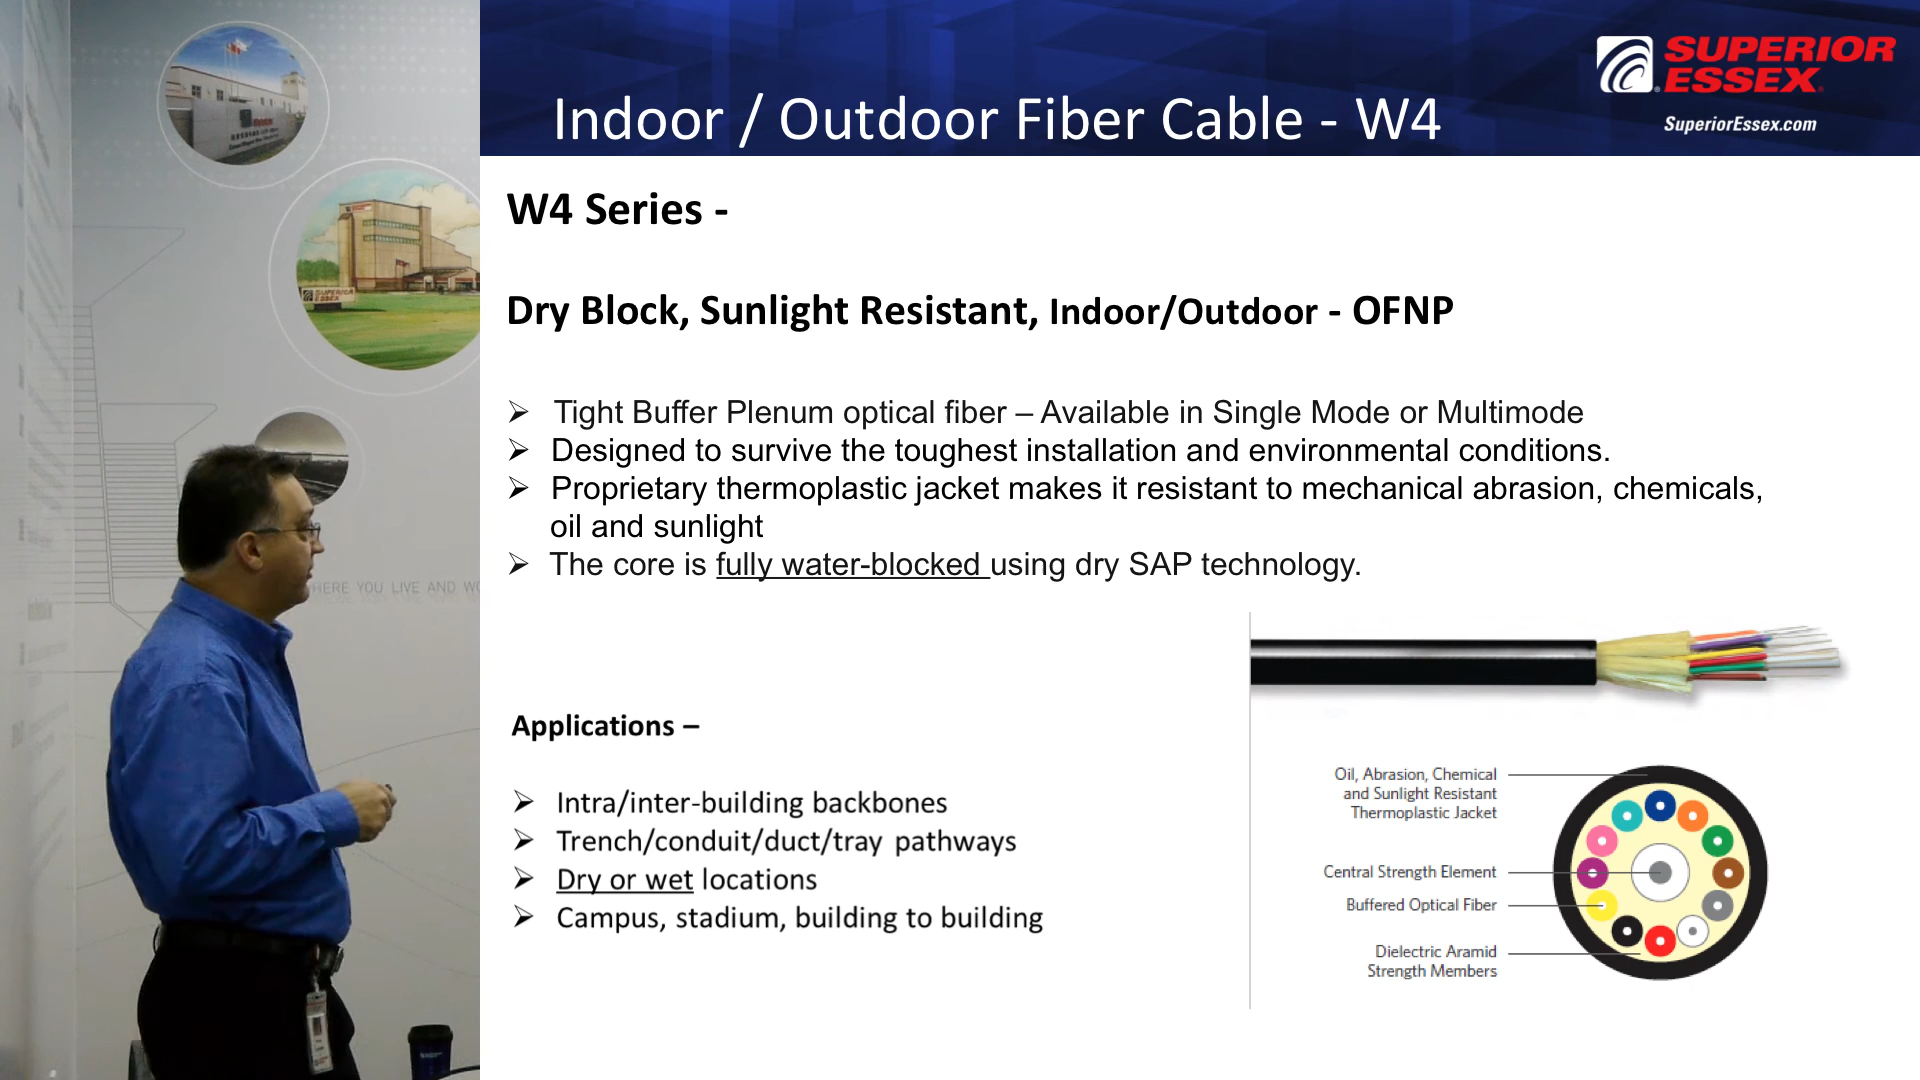 SUPERIOR
ESSEX
SuperiorEssex.com
Indoor / Outdoor Fiber Cable - W4
W4 Series -
Dry Block, Sunlight Resistant, Indoor/Outdoor - OFNP
➢ Tight Buffer Plenum optical fiber – Available in Single Mode or Multimode
➢ Designed to survive the toughest installation and environmental conditions.
➢ Proprietary thermoplastic jacket makes it resistant to mechanical abrasion, chemicals,
oil and sunlight
➢ The core is fully water-blocked using dry SAP technology.
Applications –
➢ Intra/inter-building backbones
➢ Trench/conduit/duct/tray pathways
➢ Dry or wet locations
➢ Campus, stadium, building to building
Oil, Abrasion, Chemical
and Sunlight Resistant
Thermoplastic Jacket
Central Strength Element
Buffered Optical Fiber
Dielectric Aramid
Strength Members
SUPERIOR
ESSEX
HERE YOU LIVE AND